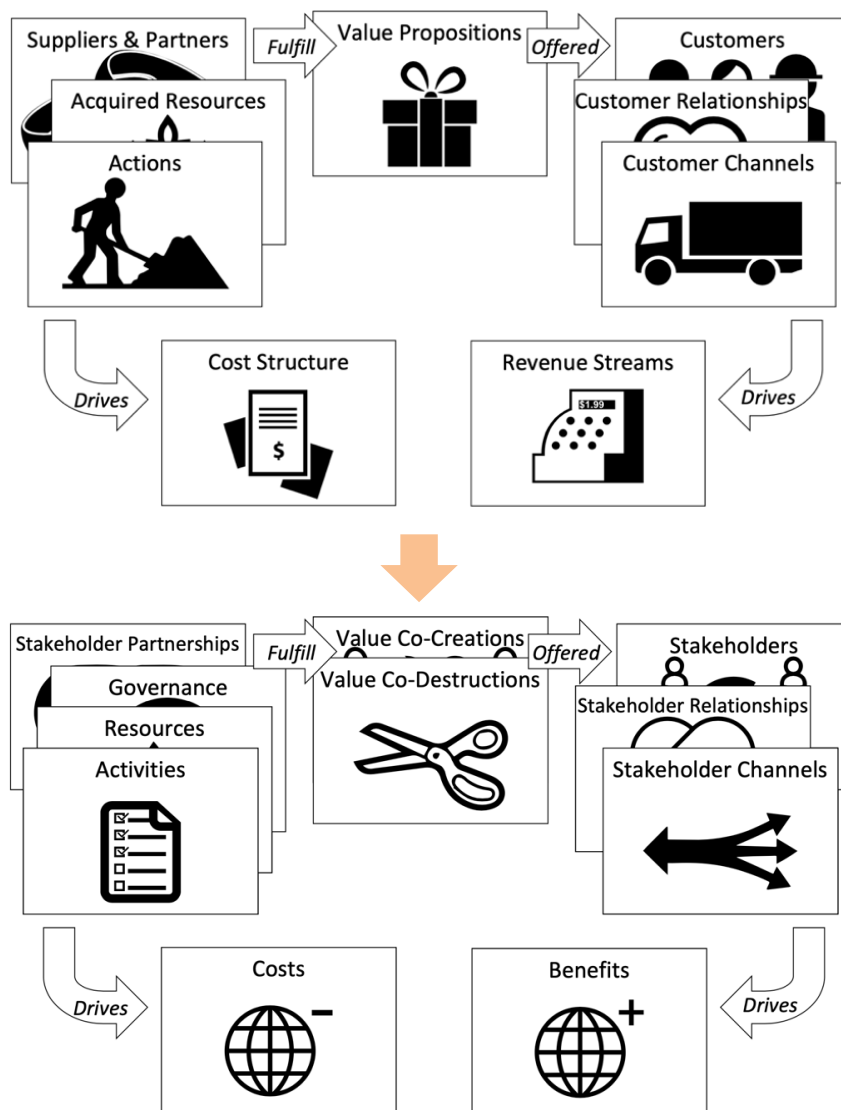 Suppliers & Partners
Fulfill
Value Propositions
Offered
Customers
Acquired Resources
Customer Relationships
Actions
Customer Channels
Drives
Cost Structure
$
Revenue Streams
$1.99
Drives
Stakeholder Partnerships
Fulfill
Value Co-Creations
Offered
Stakeholders
Governance
Value Co-Destructions
Stakeholder Relationships
Resources
Activities
Stakeholder Channels
Drives
Costs
Benefits
Drives